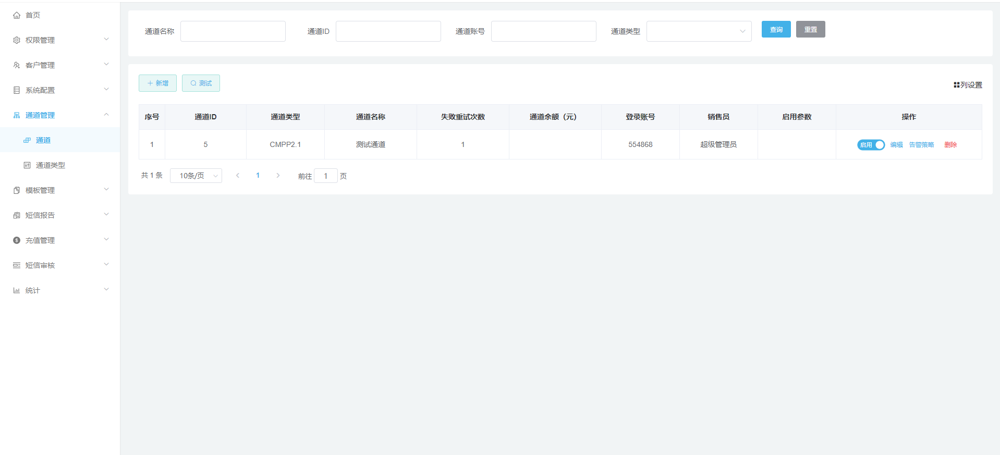 首页
权限管理
客户管理
系统配置
通道管理
通道
通道类型
模板管理
短信报告
充值管理
短信审核
统计
通道名称 通道ID 通道账号 通道类型 查询 重置
新增 测试 列设置
序号 通道ID 通道类型 通道名称 失败重试次数 通道余额（元） 登录账号 销售员 启用参数 操作
1 5 CMPP2.1 测试通道 1 554868 超级管理员 启用 编辑 告警策略 删除
共 1 条 10条/页 1 前往 1 页